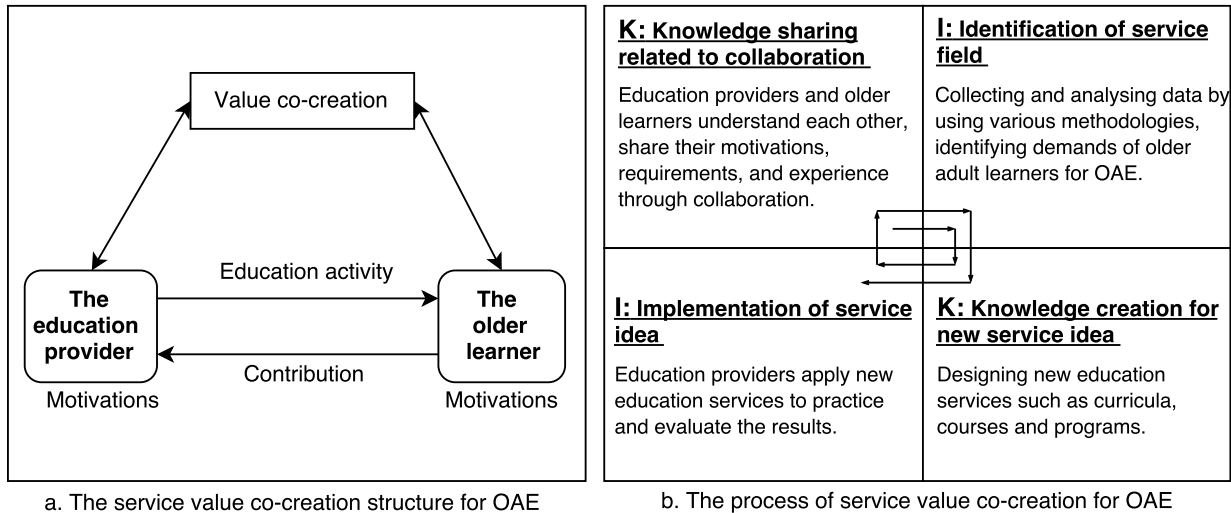 Value co-creation
Education activity
The
education
provider
The
older
learner
Contribution
Motivations
Motivations
a. The service value co-creation structure for OAE
K: Knowledge sharing
related to collaboration
Education providers and older
learners understand each other,
share their motivations,
requirements, and experience
through collaboration.
I: Identification of service
field
Collecting and analysing data by
using various methodologies,
identifying demands of older
adult learners for OAE.
I: Implementation of service
idea
Education providers apply new
education services to practice
and evaluate the results.
K: Knowledge creation for
new service idea
Designing new education
services such as curricula,
courses and programs.
b. The process of service value co-creation for OAE